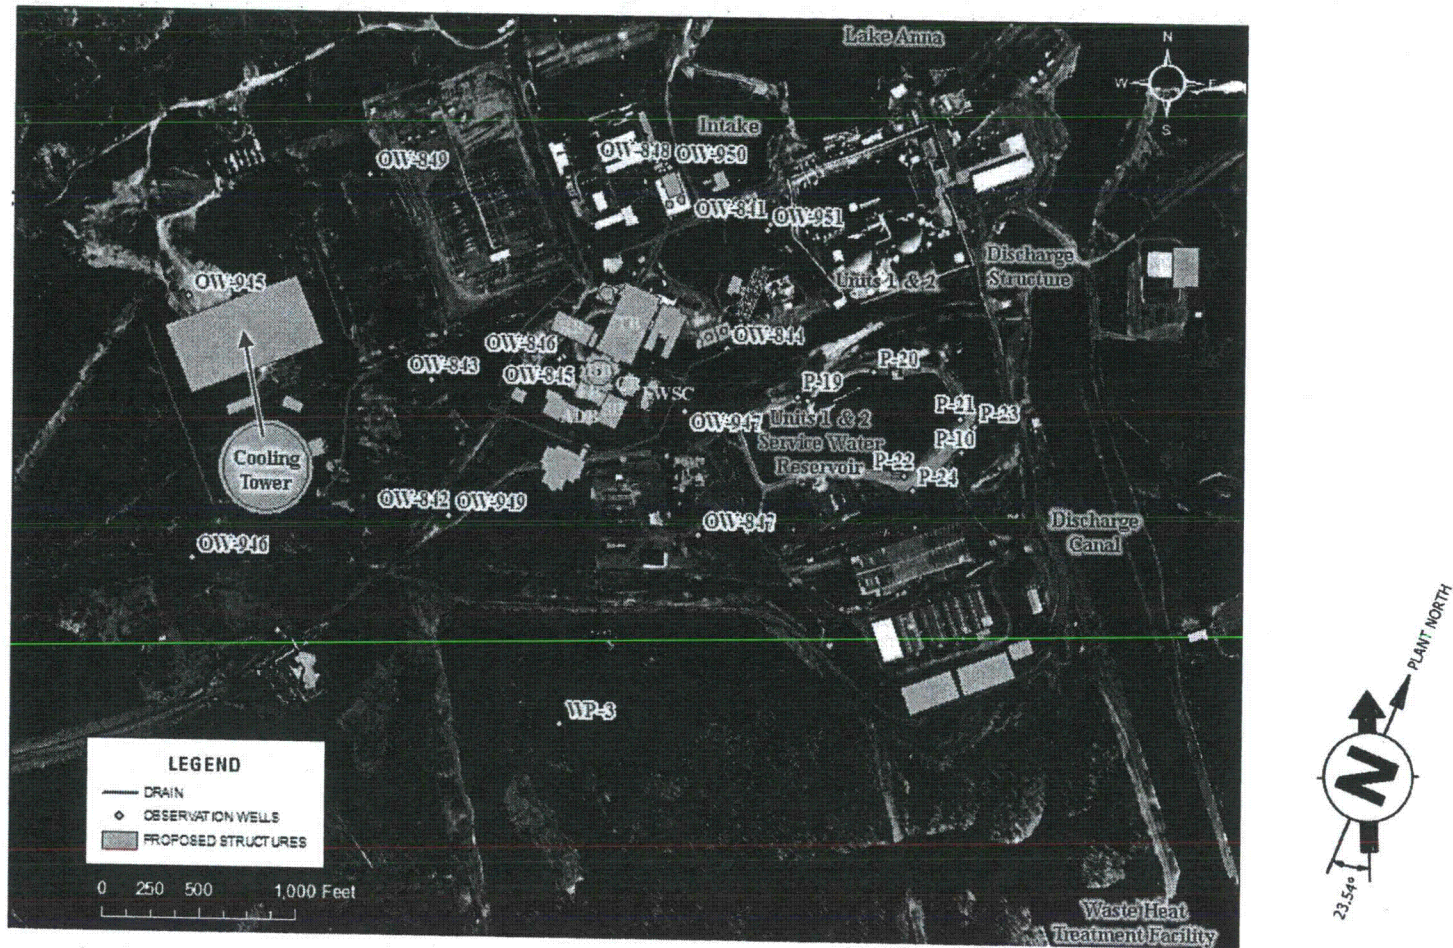 Lake Anna
N
W
E
S
Intake
OW-849
OW-848
OW-950
OW-841
OW-951
OW-945
Units 1 & 2
Discharge
Structure
OW-846
OW-844
OW-843
OW-845
P-20
P-19
WSC
OW-947
Units 1 & 2
Service Water
Reservoir
P-21
P-23
P-10
P-22
P-24
Cooling
Tower
OW-842
OW-949
OW-847
Discharge
Canal
OW-946
WP-3
LEGEND
DRAIN
OBSERVATION WELLS
PROPOSED STRUCTURES
0 250 500 1,000 Feet
Waste Heat
Treatment Facility
PLANT NORTH
N
23.54°